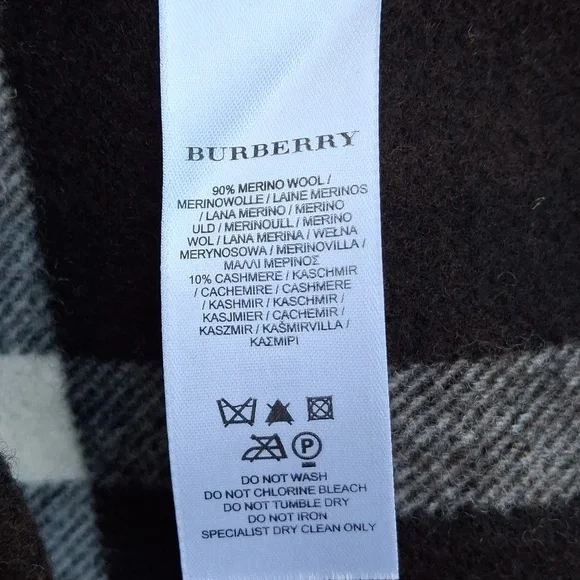 BURBERRY
90% MERINO WOOL /
MERINOWOLLE / LAINE MERINOS
/ LANA MERINO / MERINO
ULD / MERINOULL / MERINO
WOL / LANA MERINA / WEŁNA
MERYNOSOWA / MERINOVILLA /
ΜΑΛΛΙ ΜΕΡΙΝΟΣ
10% CASHMERE / KASCHMIR
/ CACHEMIRE / CASHMERE
/ KASHMIR / KASCHMIR /
KASJMIER / CACHEMIR /
KASZMIR / KAŠMIRVILLA /
ΚΑΣΜΙΡΙ
P
DO NOT WASH
DO NOT CHLORINE BLEACH
DO NOT TUMBLE DRY
DO NOT IRON
SPECIALIST DRY CLEAN ONLY